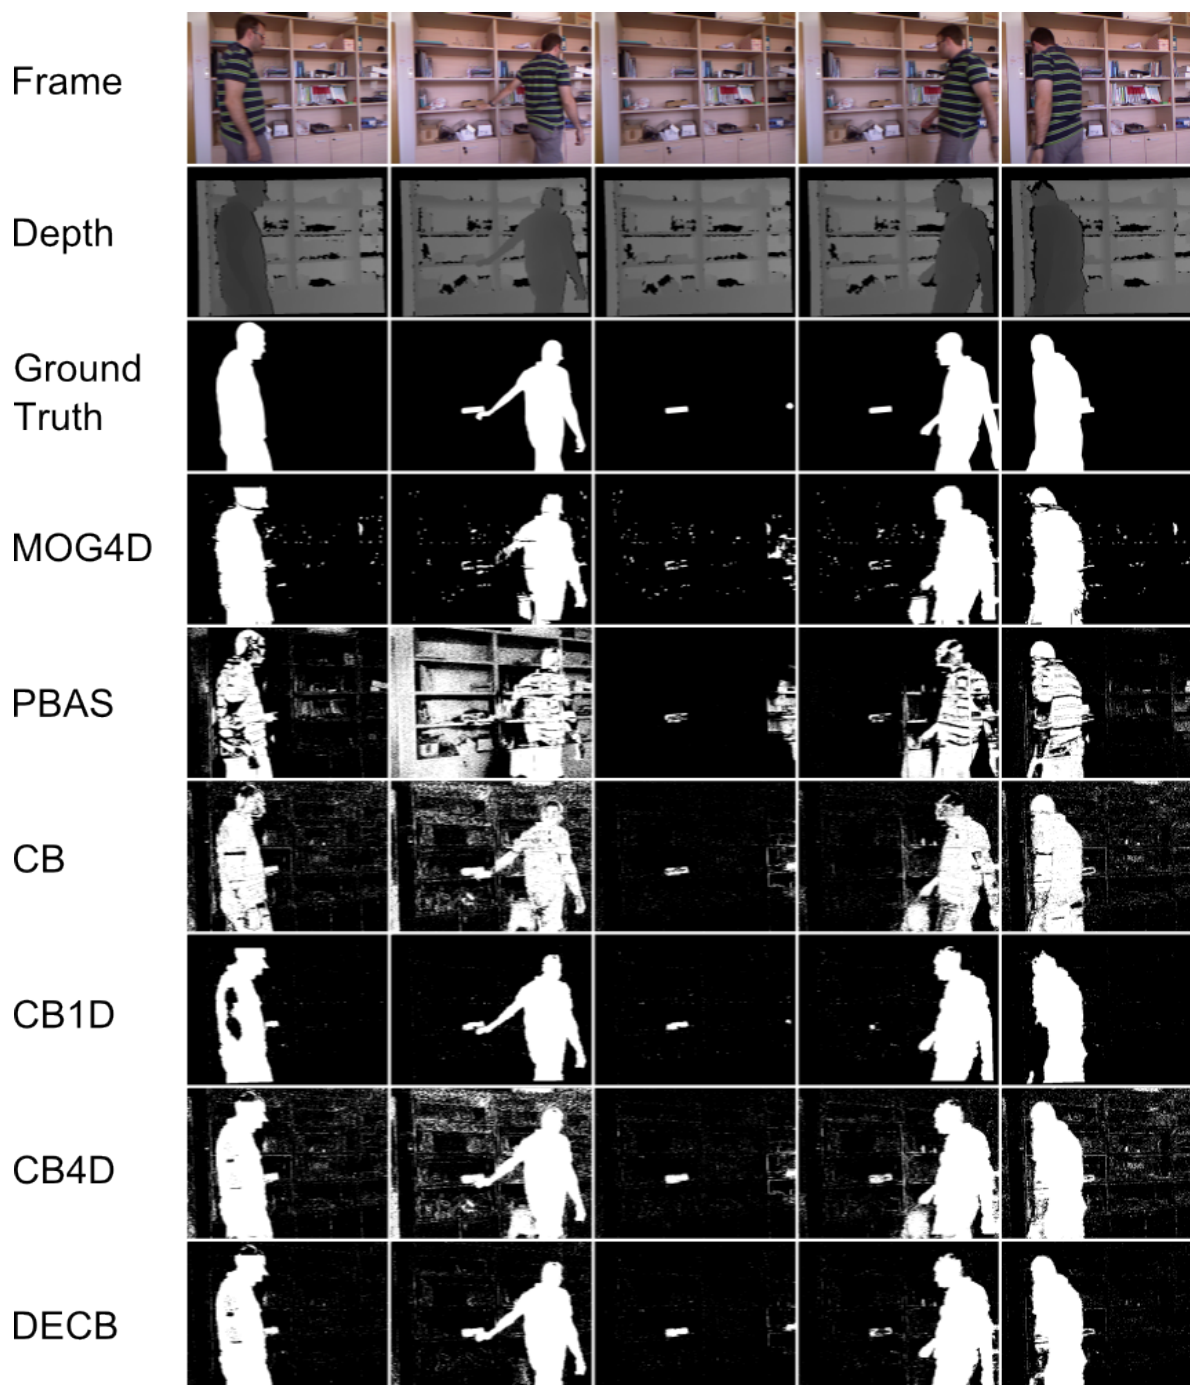 Frame
Depth
Ground
Truth
MOG4D
PBAS
CB
CB1D
CB4D
DECB